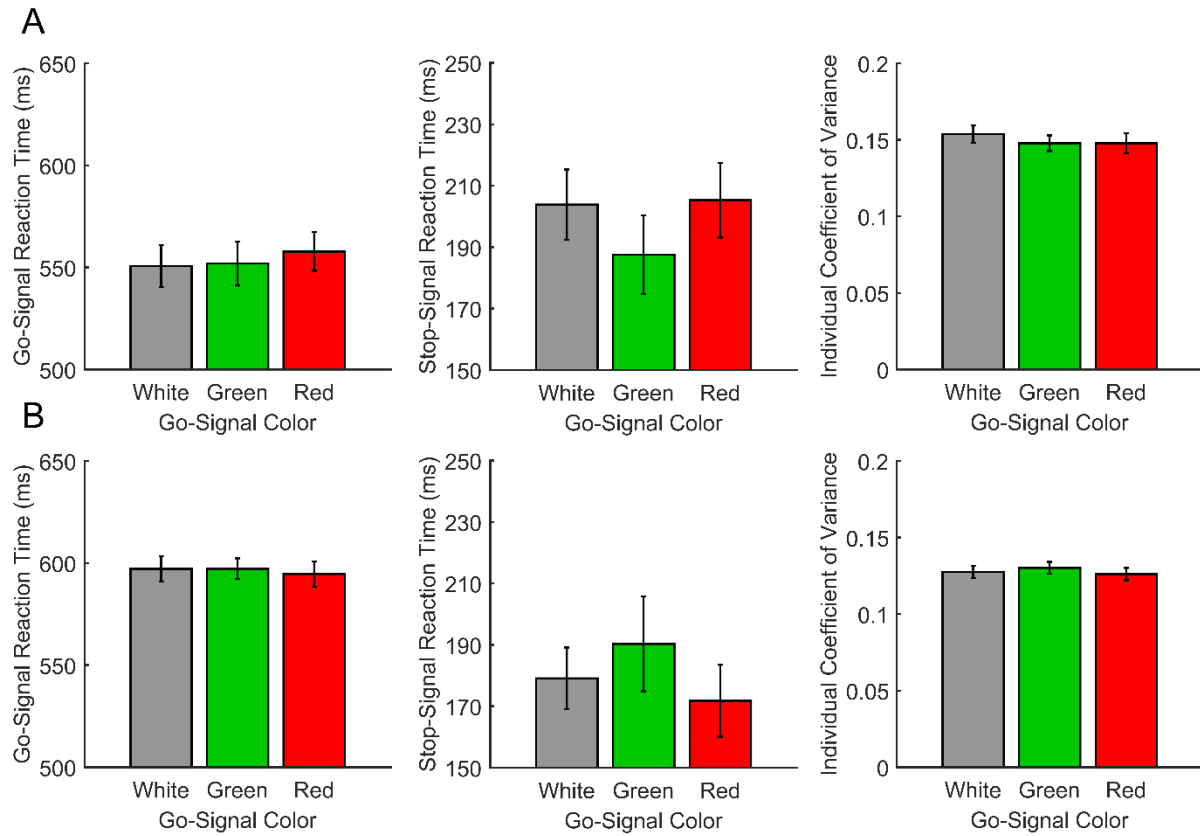 A
Go-Signal Reaction Time (ms)
650
600
550
500
White Green Red
Go-Signal Color
Stop-Signal Reaction Time (ms)
250
230
210
190
170
150
White Green Red
Go-Signal Color
Individual Coefficient of Variance
0.2
0.15
0.1
0.05
0
White Green Red
Go-Signal Color
B
Go-Signal Reaction Time (ms)
650
600
550
500
White Green Red
Go-Signal Color
Stop-Signal Reaction Time (ms)
250
230
210
190
170
150
White Green Red
Go-Signal Color
Individual Coefficient of Variance
0.2
0.15
0.1
0.05
0
White Green Red
Go-Signal Color